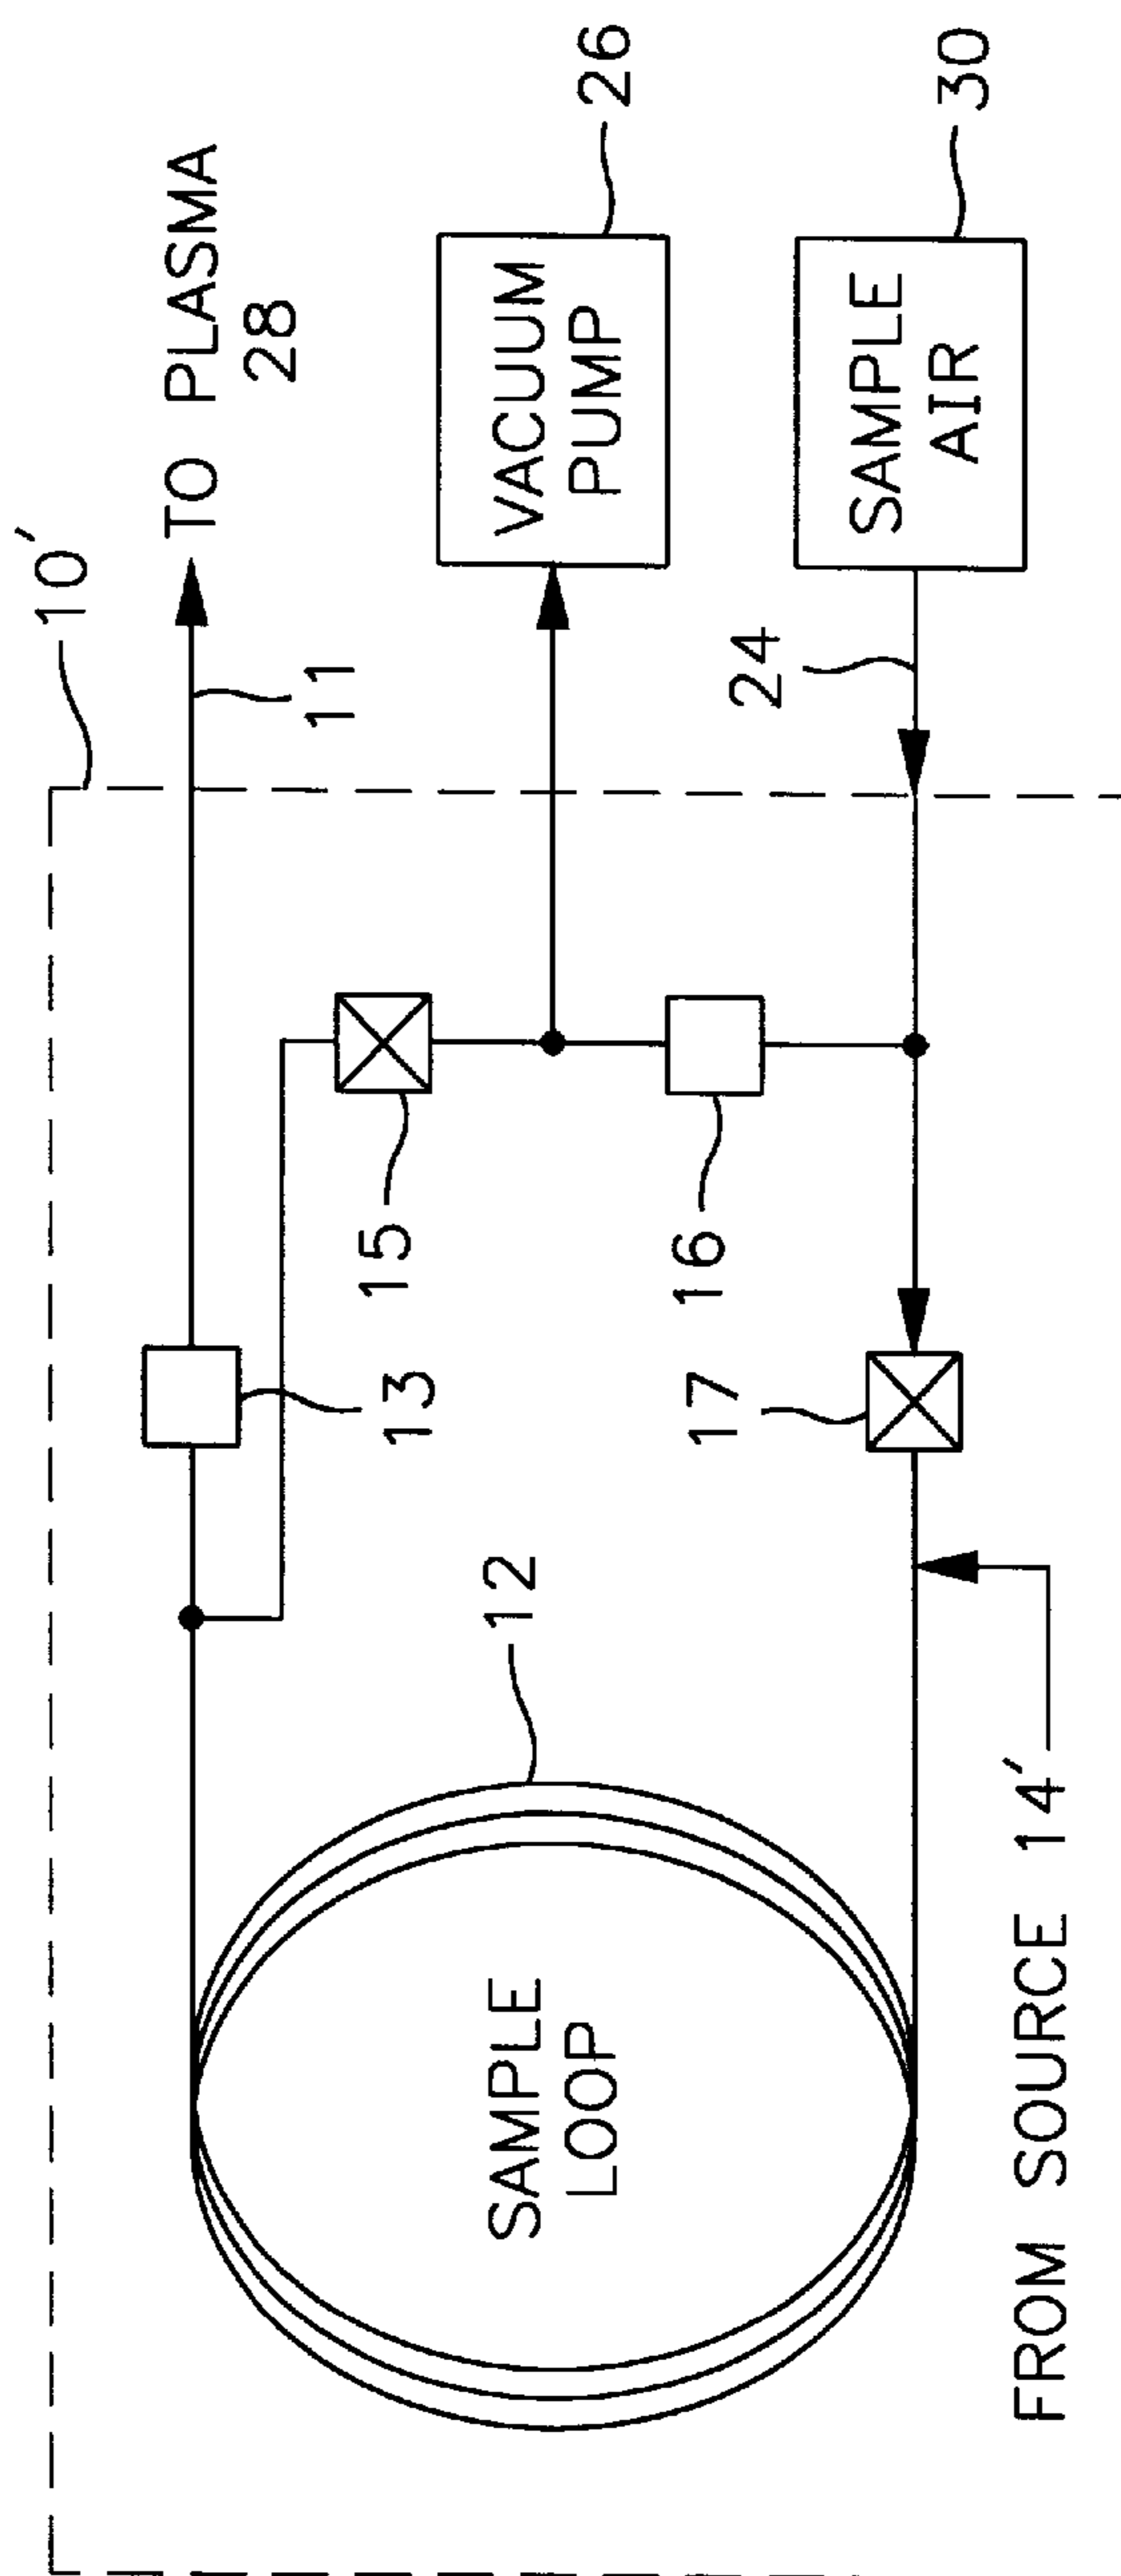 10'
TO PLASMA
28
11
VACUUM
PUMP
26
SAMPLE
AIR
30
24
13
15
16
17
12
SAMPLE
LOOP
FROM SOURCE 14'